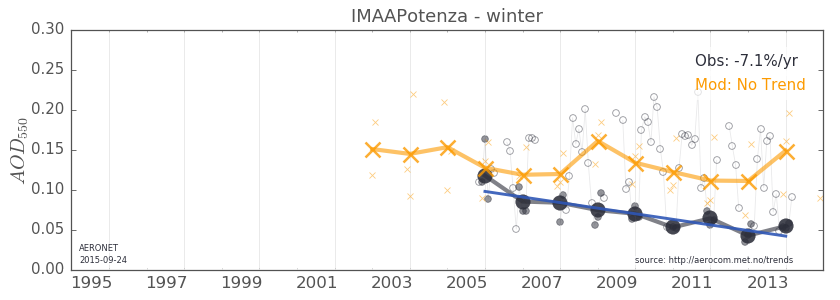 IMAAPotenza - winter
0.30
0.25
0.20
0.15
0.10
0.05
0.00
AOD550
Obs: -7.1%/yr
Mod: No Trend
AERONET
2015-09-24
source: http://aerocom.met.no/trends
1995 1997 1999 2001 2003 2005 2007 2009 2011 2013